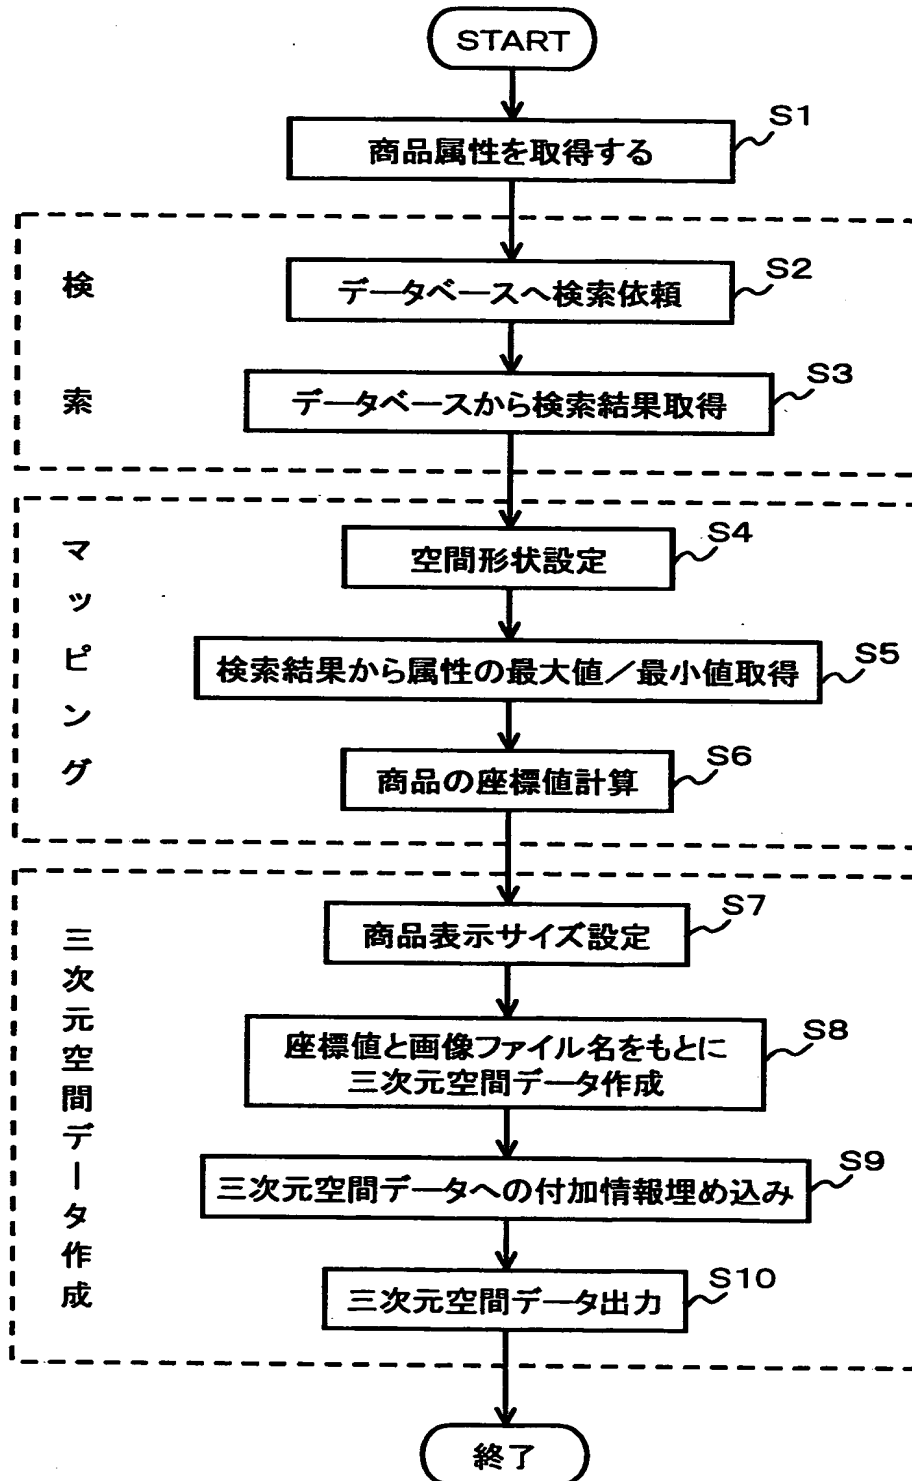 START
商品属性を取得する
S1
検索
データベースへ検索依頼
S2
データベースから検索結果取得
S3
マッピング
空間形状設定
S4
検索結果から属性の最大値／最小値取得
S5
商品の座標値計算
S6
三次元空間データ作成
商品表示サイズ設定
S7
座標値と画像ファイル名をもとに
三次元空間データ作成
S8
三次元空間データへの付加情報埋め込み
S9
三次元空間データ出力
S10
終了